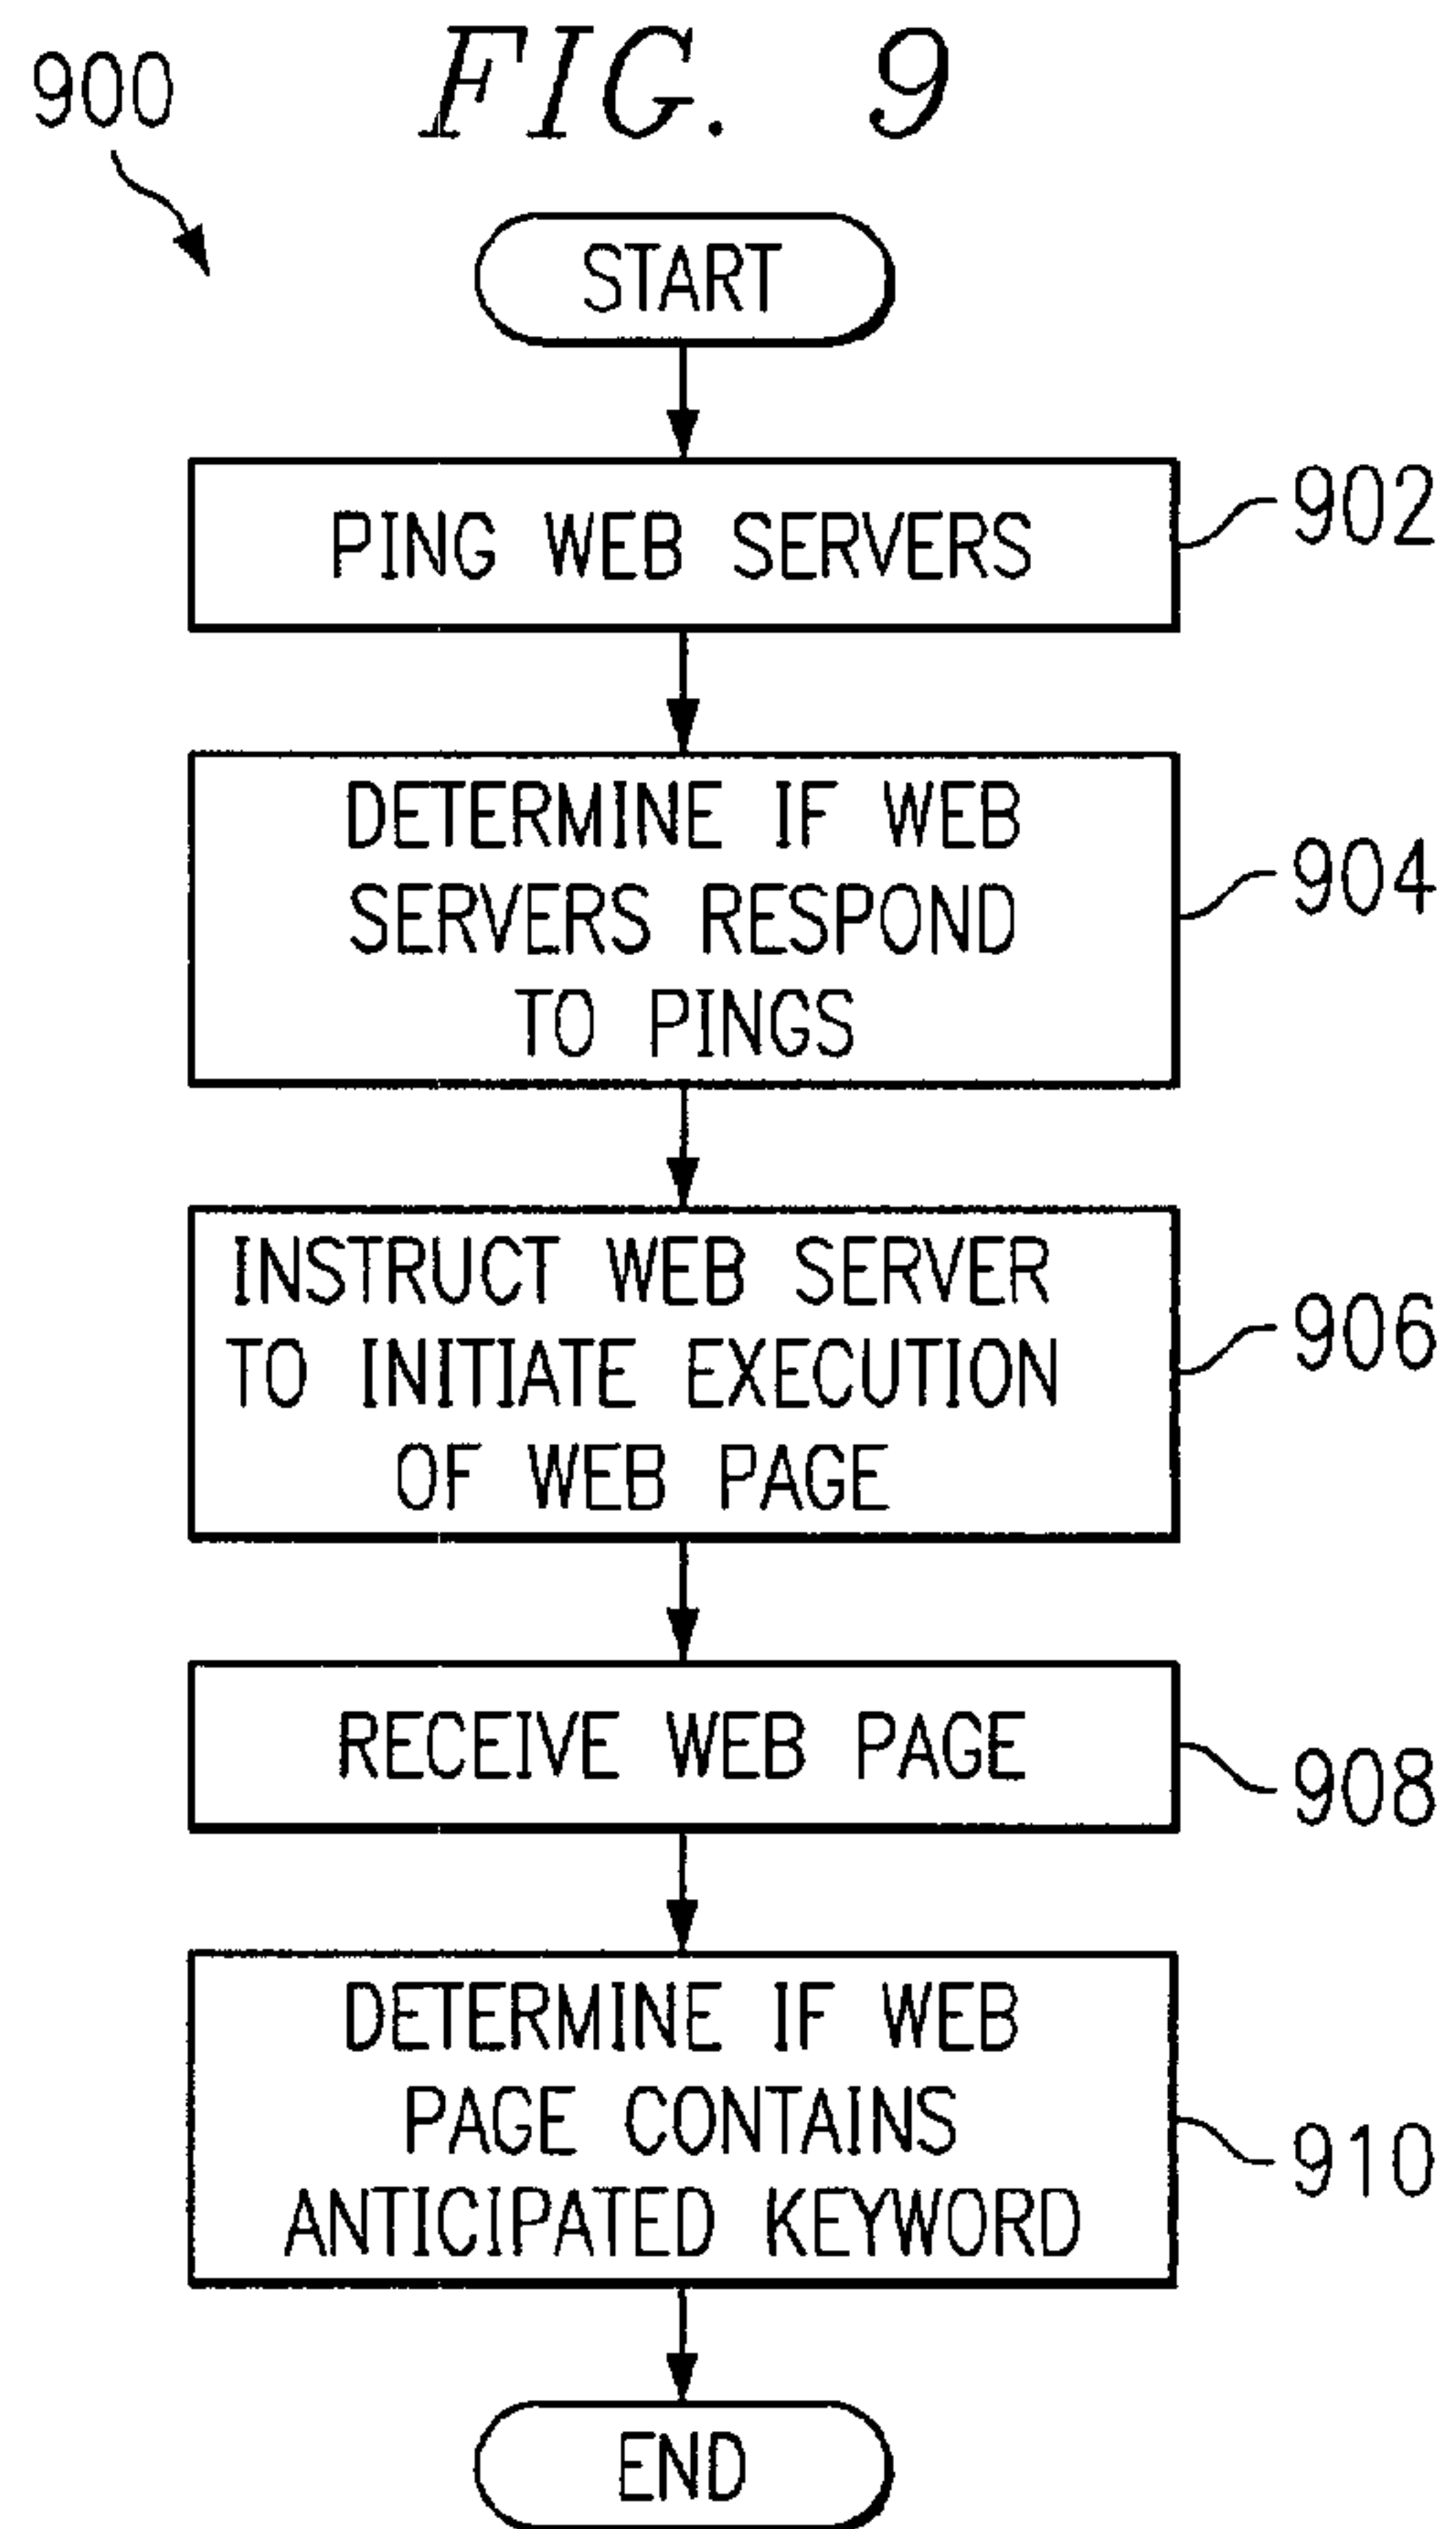 900
FIG. 9
START
PING WEB SERVERS
902
DETERMINE IF WEB
SERVERS RESPOND
TO PINGS
904
INSTRUCT WEB SERVER
TO INITIATE EXECUTION
OF WEB PAGE
906
RECEIVE WEB PAGE
908
DETERMINE IF WEB
PAGE CONTAINS
ANTICIPATED KEYWORD
910
END